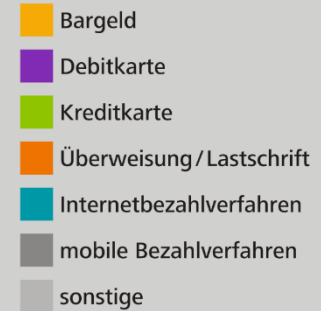 Bargeld
Debitkarte
Kreditkarte
Überweisung/Lastschrift
Internetbezahlverfahren
mobile Bezahlverfahren
sonstige